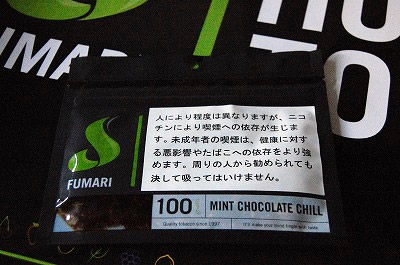 FUMARI
人により程度は異なりますが、ニコ
チンにより喫煙への依存が生じま
す。未成年者の喫煙は、健康に対す
る悪影響やたばこへの依存をより強
めます。周りの人から勧められても
決して吸ってはいけません。
100
MINT CHOCOLATE CHILL
Quality tobacco since 1997